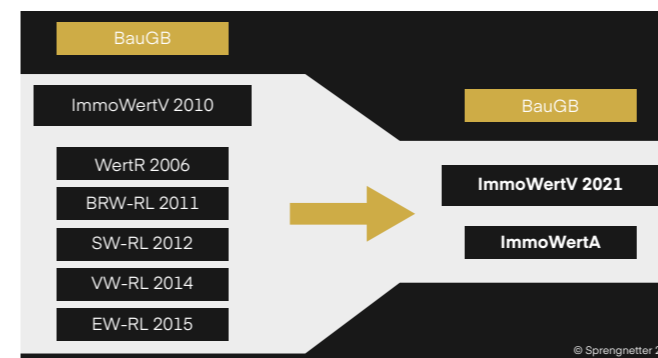 BauGB
ImmoWertV 2010
WertR 2006
BRW-RL 2011
SW-RL 2012
VW-RL 2014
EW-RL 2015
BauGB
ImmoWertV 2021
ImmoWertA
© Sprengnetter